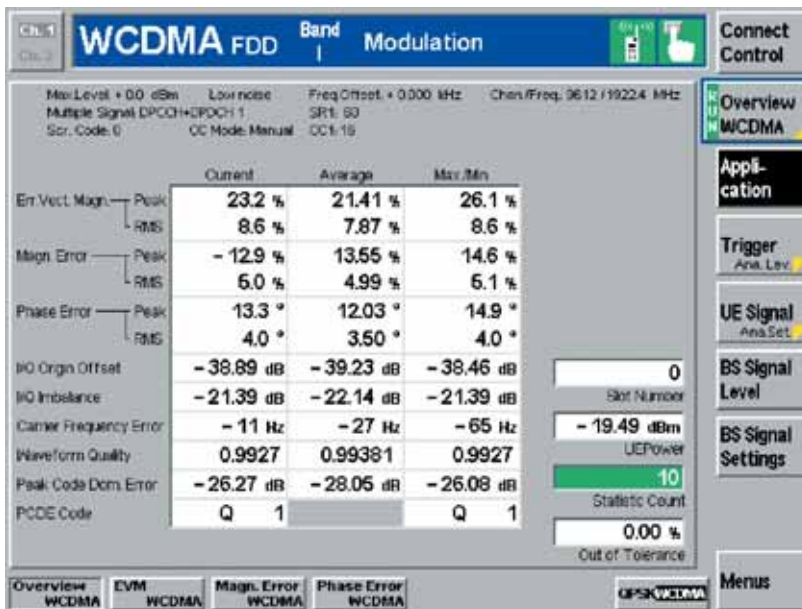 Ch. 1
Ch. 2
WCDMA FDD Band I Modulation
Connect Control
Max.Level: + 0.0 dBm Low noise Freq.Offset: + 0.000 kHz Chan./Freq.: 9612 / 1922.4 MHz
Multiple Signal: DPCCH+DPDCH 1 SR1: 60
Scr. Code: 0 CC Mode: Manual CC1: 16
RUN
Overview WCDMA
Appli-cation
Trigger
Ana. Lev.
UE Signal
Ana.Set.
BS Signal Level
BS Signal Settings
Menus
Current Average Max./Min
Err.Vect. Magn. Peak 23.2 % 21.41 % 26.1 %
RMS 8.6 % 7.87 % 8.6 %
Magn. Error Peak - 12.9 % 13.55 % 14.6 %
RMS 5.0 % 4.99 % 5.1 %
Phase Error Peak 13.3 ° 12.03 ° 14.9 °
RMS 4.0 ° 3.50 ° 4.0 °
I/Q Origin Offset - 38.89 dB - 39.23 dB - 38.46 dB
I/Q Imbalance - 21.39 dB - 22.14 dB - 21.39 dB
Carrier Frequency Error - 11 Hz - 27 Hz - 65 Hz
Waveform Quality 0.9927 0.99381 0.9927
Peak Code Dom. Error - 26.27 dB - 28.05 dB - 26.08 dB
PCDE Code Q 1 Q 1
0
Slot Number
- 19.49 dBm
UEPower
10
Statistic Count
0.00 %
Out of Tolerance
Overview WCDMA
EVM WCDMA
Magn. Error WCDMA
Phase Error WCDMA
QPSK WCDMA